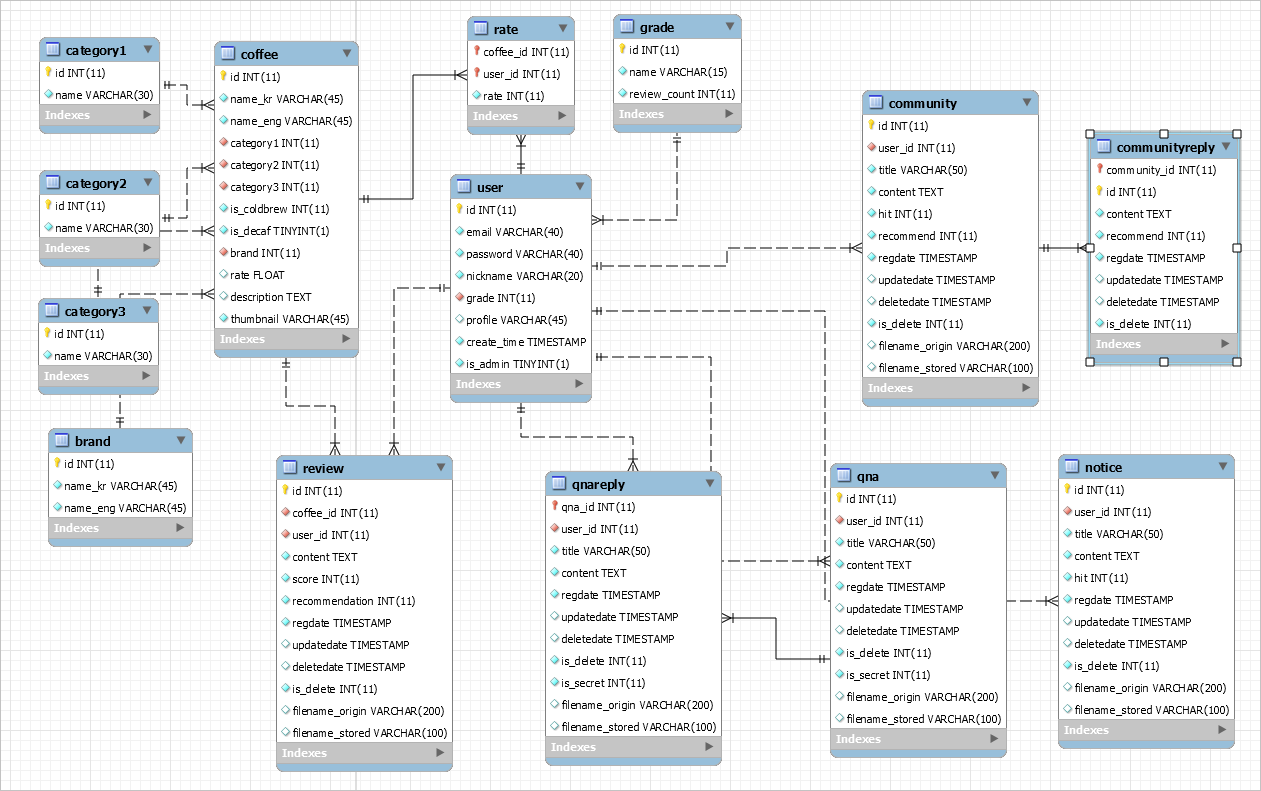 category1
id INT(11)
name VARCHAR(30)
Indexes
category2
id INT(11)
name VARCHAR(30)
Indexes
category3
id INT(11)
name VARCHAR(30)
Indexes
brand
id INT(11)
name_kr VARCHAR(45)
name_eng VARCHAR(45)
Indexes
coffee
id INT(11)
name_kr VARCHAR(45)
name_eng VARCHAR(45)
category1 INT(11)
category2 INT(11)
category3 INT(11)
is_coldbrew INT(11)
is_decaf TINYINT(1)
brand INT(11)
rate FLOAT
description TEXT
thumbnail VARCHAR(45)
Indexes
rate
coffee_id INT(11)
user_id INT(11)
rate INT(11)
Indexes
grade
id INT(11)
name VARCHAR(15)
review_count INT(11)
Indexes
user
id INT(11)
email VARCHAR(40)
password VARCHAR(40)
nickname VARCHAR(20)
grade INT(11)
profile VARCHAR(45)
create_time TIMESTAMP
is_admin TINYINT(1)
Indexes
community
id INT(11)
user_id INT(11)
title VARCHAR(50)
content TEXT
hit INT(11)
recommend INT(11)
regdate TIMESTAMP
updatedate TIMESTAMP
deletedate TIMESTAMP
is_delete INT(11)
filename_origin VARCHAR(200)
filename_stored VARCHAR(100)
Indexes
communityreply
community_id INT(11)
id INT(11)
content TEXT
recommend INT(11)
regdate TIMESTAMP
updatedate TIMESTAMP
deletedate TIMESTAMP
is_delete INT(11)
Indexes
review
id INT(11)
coffee_id INT(11)
user_id INT(11)
content TEXT
score INT(11)
recommendation INT(11)
regdate TIMESTAMP
updatedate TIMESTAMP
deletedate TIMESTAMP
is_delete INT(11)
filename_origin VARCHAR(200)
filename_stored VARCHAR(100)
Indexes
qnareply
qna_id INT(11)
user_id INT(11)
title VARCHAR(50)
content TEXT
regdate TIMESTAMP
updatedate TIMESTAMP
deletedate TIMESTAMP
is_delete INT(11)
is_secret INT(11)
filename_origin VARCHAR(200)
filename_stored VARCHAR(100)
Indexes
qna
id INT(11)
user_id INT(11)
title VARCHAR(50)
content TEXT
regdate TIMESTAMP
updatedate TIMESTAMP
deletedate TIMESTAMP
is_delete INT(11)
is_secret INT(11)
filename_origin VARCHAR(200)
filename_stored VARCHAR(100)
Indexes
notice
id INT(11)
user_id INT(11)
title VARCHAR(50)
content TEXT
hit INT(11)
regdate TIMESTAMP
updatedate TIMESTAMP
deletedate TIMESTAMP
is_delete INT(11)
filename_origin VARCHAR(200)
filename_stored VARCHAR(100)
Indexes